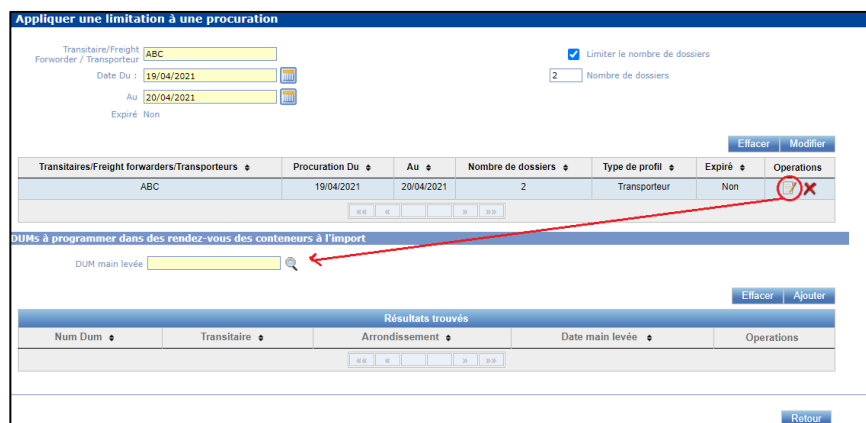 Appliquer une limitation à une procuration
Transitaire/Freight
Forworder / Transporteur ABC
Limiter le nombre de dossiers
Date Du : 19/04/2021
2 Nombre de dossiers
Au 20/04/2021
Expiré Non
Effacer Modifier
Transitaires/Freight forwarders/Transporteurs Procuration Du Au Nombre de dossiers Type de profil Expiré Operations
ABC 19/04/2021 20/04/2021 2 Transporteur Non
«« « » »»
DUMs à programmer dans des rendez-vous des conteneurs à l'import
DUM main levée
Effacer Ajouter
Résultats trouvés
Num Dum Transitaire Arrondissement Date main levée Operations
«« « » »»
Retour